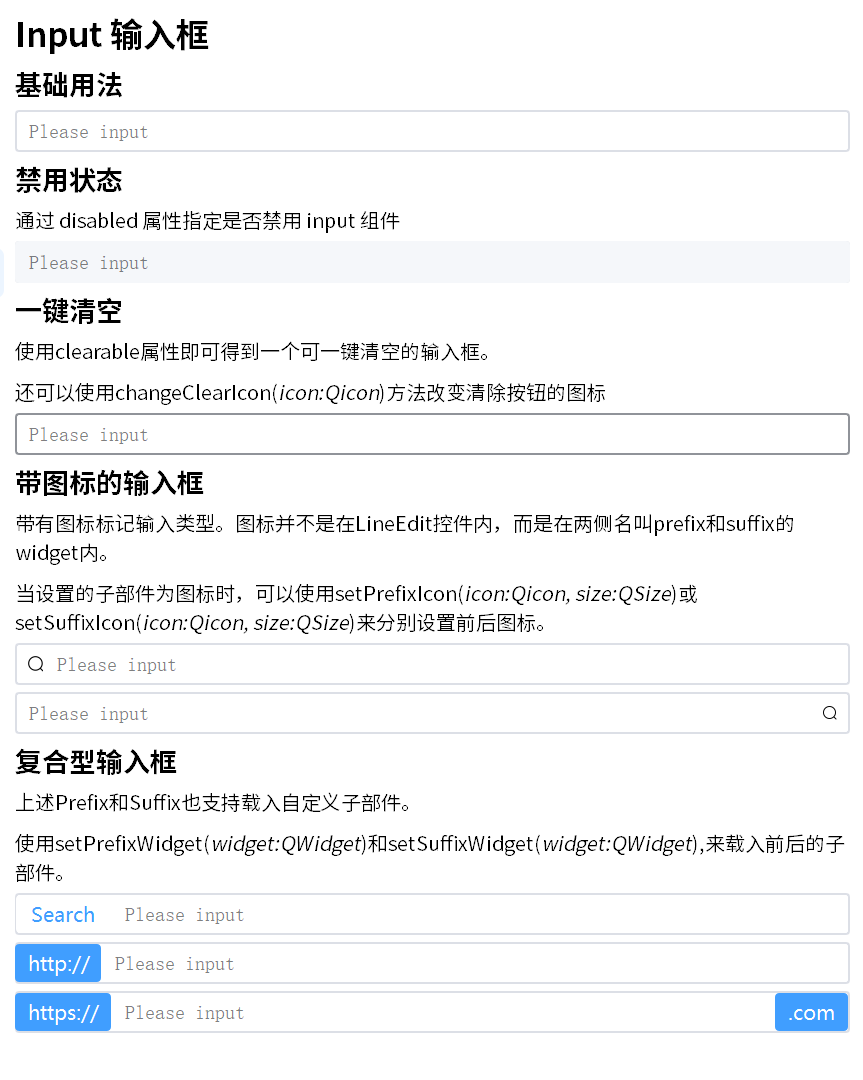 Input 输入框
基础用法
Please input
禁用状态
通过 disabled 属性指定是否禁用 input 组件
Please input
一键清空
使用clearable属性即可得到一个可一键清空的输入框。
还可以使用changeClearIcon(icon:Qicon)方法改变清除按钮的图标
Please input
带图标的输入框
带有图标标记输入类型。图标并不是在LineEdit控件内，而是在两侧名叫prefix和suffix的
widget内。
当设置的子部件为图标时，可以使用setPrefixIcon(icon:Qicon, size:QSize)或
setSuffixIcon(icon:Qicon, size:QSize)来分别设置前后图标。
Please input
Please input
复合型输入框
上述Prefix和Suffix也支持载入自定义子部件。
使用setPrefixWidget(widget:QWidget)和setSuffixWidget(widget:QWidget),来载入前后的子
部件。
Search Please input
http:// Please input
https:// Please input .com